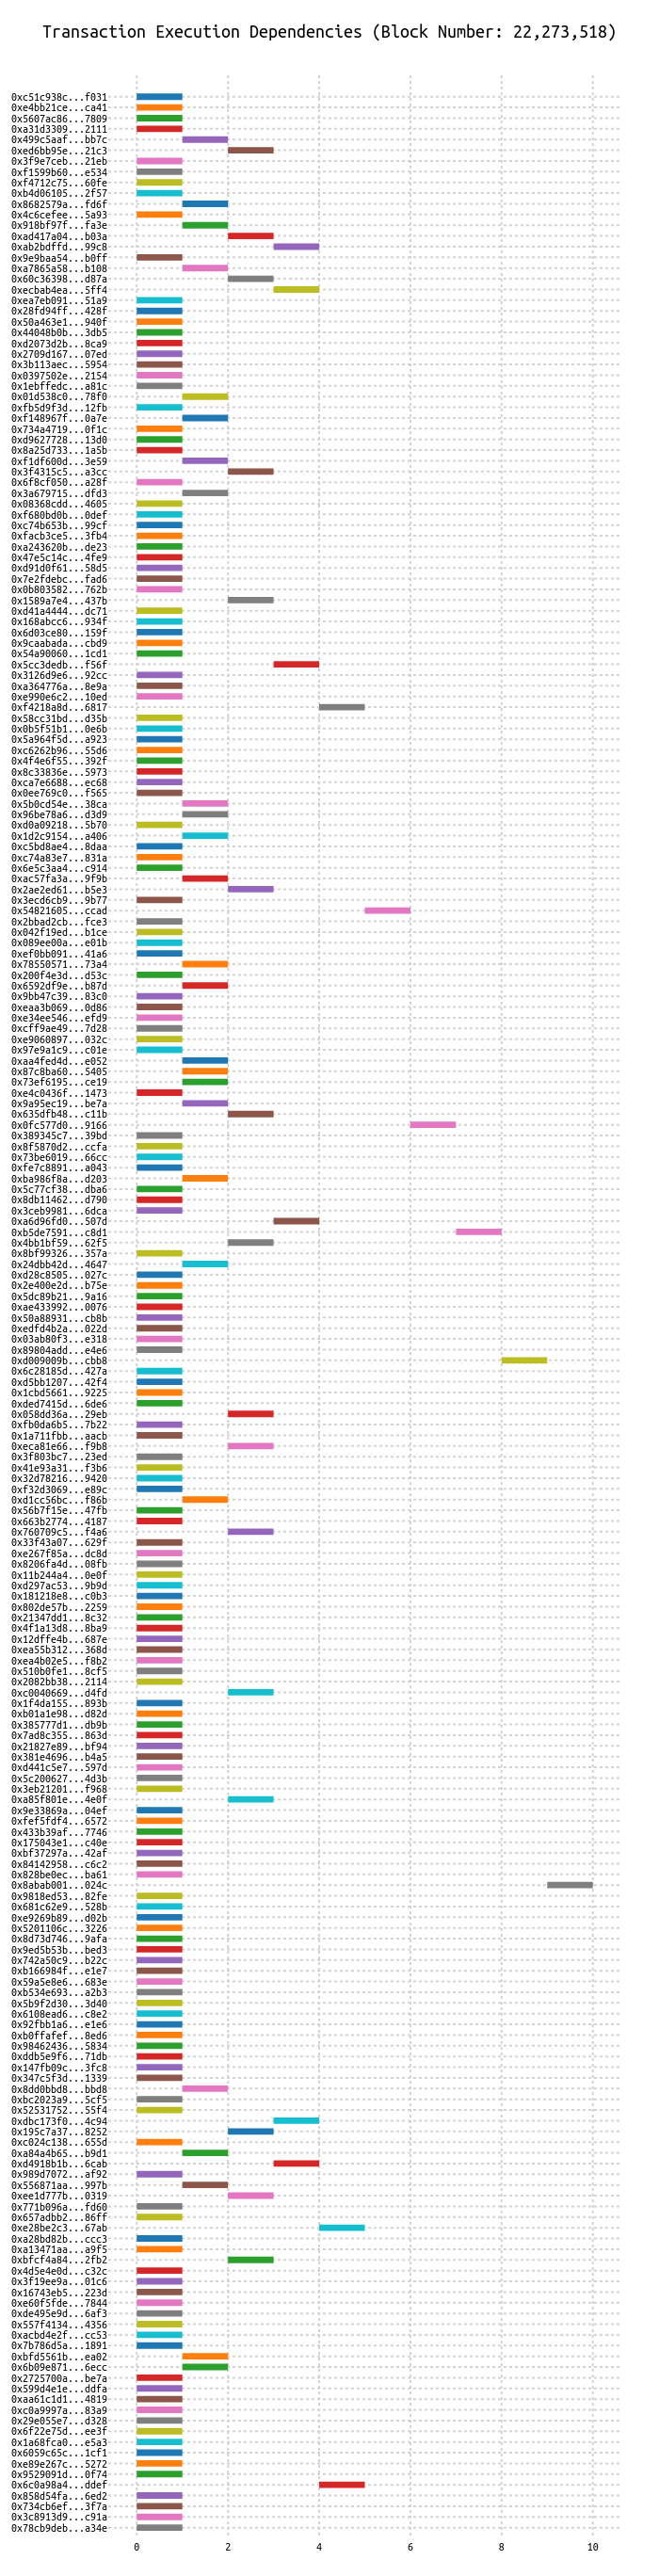 Transaction Execution Dependencies (Block Number: 22,273,518)
0xc51c938c...f031
0xe4bb21ce...ca41
0x5607ac86...7809
0xa31d3309...2111
0x499c5aaf...bb7c
0xed6bb95e...21c3
0x3f9e7ceb...21eb
0xf1599b60...e534
0xf4712c75...60fe
0xb4d06105...2f57
0x8682579a...fd6f
0x4c6cefee...5a93
0x918bf97f...fa3e
0xad417a04...b03a
0xab2bdffd...99c8
0x9e9baa54...b0ff
0xa7865a58...b108
0x60c36398...d87a
0xecbab4ea...5ff4
0xea7eb091...51a9
0x28fd94ff...428f
0x50a463e1...940f
0x44048b0b...3db5
0xd2073d2b...8ca9
0x2709d167...07ed
0x3b113aec...5954
0x0397502e...2154
0x1ebffedc...a81c
0x01d538c0...78f0
0xfb5d9f3d...12fb
0xf148967f...0a7e
0x734a4719...0f1c
0xd9627728...13d0
0x8a25d733...1a5b
0xf1df600d...3e59
0x3f4315c5...a3cc
0x6f8cf050...a28f
0x3a679715...dfd3
0x08368cdd...4605
0xf680bd0b...0def
0xc74b653b...99cf
0xfacb3ce5...3fb4
0xa243620b...de23
0x47e5c14c...4fe9
0xd91d0f61...58d5
0x7e2fdebc...fad6
0x0b803582...762b
0x1589a7e4...437b
0xd41a4444...dc71
0x168abcc6...934f
0x6d03ce80...159f
0x9caabada...cbd9
0x54a90060...1cd1
0x5cc3dedb...f56f
0x3126d9e6...92cc
0xa364776a...8e9a
0xe990e6c2...10ed
0xf4218a8d...6817
0x58cc31bd...d35b
0x0b5f51b1...0e6b
0x5a964f5d...a923
0xc6262b96...55d6
0x4f4e6f55...392f
0x8c33836e...5973
0xca7e6688...ec68
0x0ee769c0...f565
0x5b0cd54e...38ca
0x96be78a6...d3d9
0xd0a09218...5b70
0x1d2c9154...a406
0xc5bd8ae4...8daa
0xc74a83e7...831a
0x6e5c3aa4...c914
0xac57fa3a...9f9b
0x2ae2ed61...b5e3
0x3ecd6cb9...9b77
0x54821605...ccad
0x2bbad2cb...fce3
0x042f19ed...b1ce
0x089ee00a...e01b
0xef0bb091...41a6
0x78550571...73a4
0x200f4e3d...d53c
0x6592df9e...b87d
0x9bb47c39...83c0
0xeaa3b069...0d86
0xe34ee546...efd9
0xcff9ae49...7d28
0xe9060897...032c
0x97e9a1c9...c01e
0xaa4fed4d...e052
0x87c8ba60...5405
0x73ef6195...ce19
0xe4c0436f...1473
0x9a95ec19...be7a
0x635dfb48...c11b
0x0fc577d0...9166
0x389345c7...39bd
0x8f5870d2...ccfa
0x73be6019...66cc
0xfe7c8891...a043
0xba986f8a...d203
0x5c77cf38...dba6
0x8db11462...d790
0x3ceb9981...6dca
0xa6d96fd0...507d
0xb5de7591...c8d1
0x4bb1bf59...62f5
0x8bf99326...357a
0x24dbb42d...4647
0xd28c8505...027c
0x2e400e2d...b75e
0x5dc89b21...9a16
0xae433992...0076
0x50a88931...cb8b
0xedfd4b2a...022d
0x03ab80f3...e318
0x89804add...e4e6
0xd009009b...cbb8
0x6c28185d...427a
0xd5bb1207...42f4
0x1cbd5661...9225
0xded7415d...6de6
0x058dd36a...29eb
0xfb0da6b5...7b22
0x1a711fbb...aacb
0xeca81e66...f9b8
0x3f803bc7...23ed
0x41e93a31...f3b6
0x32d78216...9420
0xf32d3069...e89c
0xd1cc56bc...f86b
0x56b7f15e...47fb
0x663b2774...4187
0x760709c5...f4a6
0x33f43a07...629f
0xe267f85a...dc8d
0x8206fa4d...08fb
0x11b244a4...0e0f
0xd297ac53...9b9d
0x181218e8...c0b3
0x802de57b...2259
0x21347dd1...8c32
0x4f1a13d8...8ba9
0x12dffe4b...687e
0xea55b312...368d
0xea4b02e5...f8b2
0x510b0fe1...8cf5
0x2082bb38...2114
0xc0040669...d4fd
0x1f4da155...893b
0xb01a1e98...d82d
0x385777d1...db9b
0x7ad8c355...863d
0x21827e89...bf94
0x381e4696...b4a5
0xd441c5e7...597d
0x5c200627...4d3b
0x3eb21201...f968
0xa85f801e...4e0f
0x9e33869a...04ef
0xfef5fdf4...6572
0x433b39af...7746
0x175043e1...c40e
0xbf37297a...42af
0x84142958...c6c2
0x828be0ec...ba61
0x8abab001...024c
0x9818ed53...82fe
0x681c62e9...528b
0xe9269b89...d02b
0x5201106c...3226
0x8d73d746...9afa
0x9ed5b53b...bed3
0x742a50c9...b22c
0xb166984f...e1e7
0x59a5e8e6...683e
0xb534e693...a2b3
0x5b9f2d30...3d40
0x6108ead6...c8e2
0x92fbb1a6...e1e6
0xb0ffafef...8ed6
0x98462436...5834
0xddb5e9f6...71db
0x147fb09c...3fc8
0x347c5f3d...1339
0x8dd0bbd8...bbd8
0xbc2023a9...5cf5
0x52531752...55f4
0xdbc173f0...4c94
0x195c7a37...8252
0xc024c138...655d
0xa84a4b65...b9d1
0xd4918b1b...6cab
0x989d7072...af92
0x556871aa...997b
0xee1d777b...0319
0x771b096a...fd60
0x657adbb2...86ff
0xe28be2c3...67ab
0xa28bd82b...ccc3
0xa13471aa...a9f5
0xbfcf4a84...2fb2
0x4d5e4e0d...c32c
0x3f19ee9a...01c6
0x16743eb5...223d
0xe60f5fde...7844
0xde495e9d...6af3
0x557f4134...4356
0xacbd4e2f...cc53
0x7b786d5a...1891
0xbfd5561b...ea02
0x6b09e871...6ecc
0x2725700a...be7a
0x599d4e1e...ddfa
0xaa61c1d1...4819
0xc0a9997a...83a9
0x29e055e7...d328
0x6f22e75d...ee3f
0x1a68fca0...e5a3
0x6059c65c...1cf1
0xe89e267c...5272
0x9529091d...0f74
0x6c0a98a4...ddef
0x858d54fa...6ed2
0x734cb6ef...3f7a
0x3c8913d9...c91a
0x78cb9deb...a34e
0 2 4 6 8 10